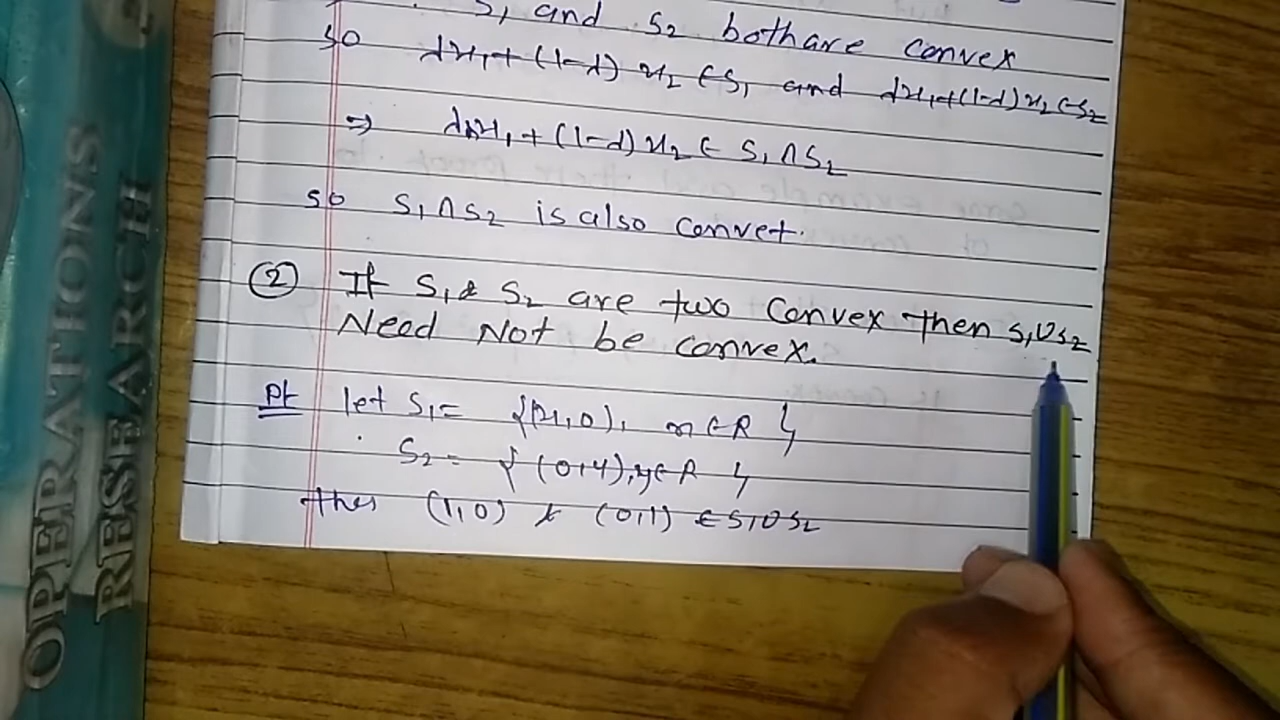 S₁ and S₂ both are convex
so λx₁+(1-λ) x₂ ∈ S₁ and λx₁+(1-λ)x₂ ∈ S₂
⇒ λx₁+(1-λ)x₂ ∈ S₁∩S₂
so S₁∩S₂ is also convex.
② If S₁ & S₂ are two Convex then S₁∪S₂
Need Not be convex.
Pf let S₁= {(x,0), x∈R}
S₂= {(0,y),y∈R}
then (1,0) & (0,1) ∈ S₁∪S₂
OPERATIONS
RESEARCH